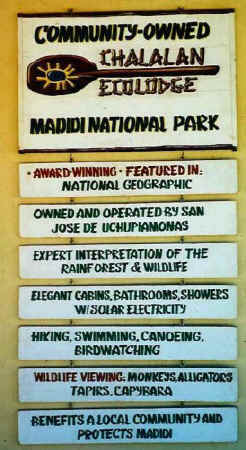 COMMUNITY-OWNED
CHALALAN
ECOLODGE
MADIDI NATIONAL PARK
• AWARD WINNING • FEATURED IN:
NATIONAL GEOGRAPHIC
OWNED AND OPERATED BY SAN
JOSE DE UCHUPIAMONAS
EXPERT INTERPRETATION OF THE
RAINFOREST & WILDLIFE
ELEGANT CABINS, BATHROOMS, SHOWERS
W/SOLAR ELECTRICITY
HIKING, SWIMMING, CANOEING,
BIRDWATCHING
WILDLIFE VIEWING: MONKEYS, ALLIGATORS
TAPIRS, CAPYBARA
BENEFITS A LOCAL COMMUNITY AND
PROTECTS MADIDI